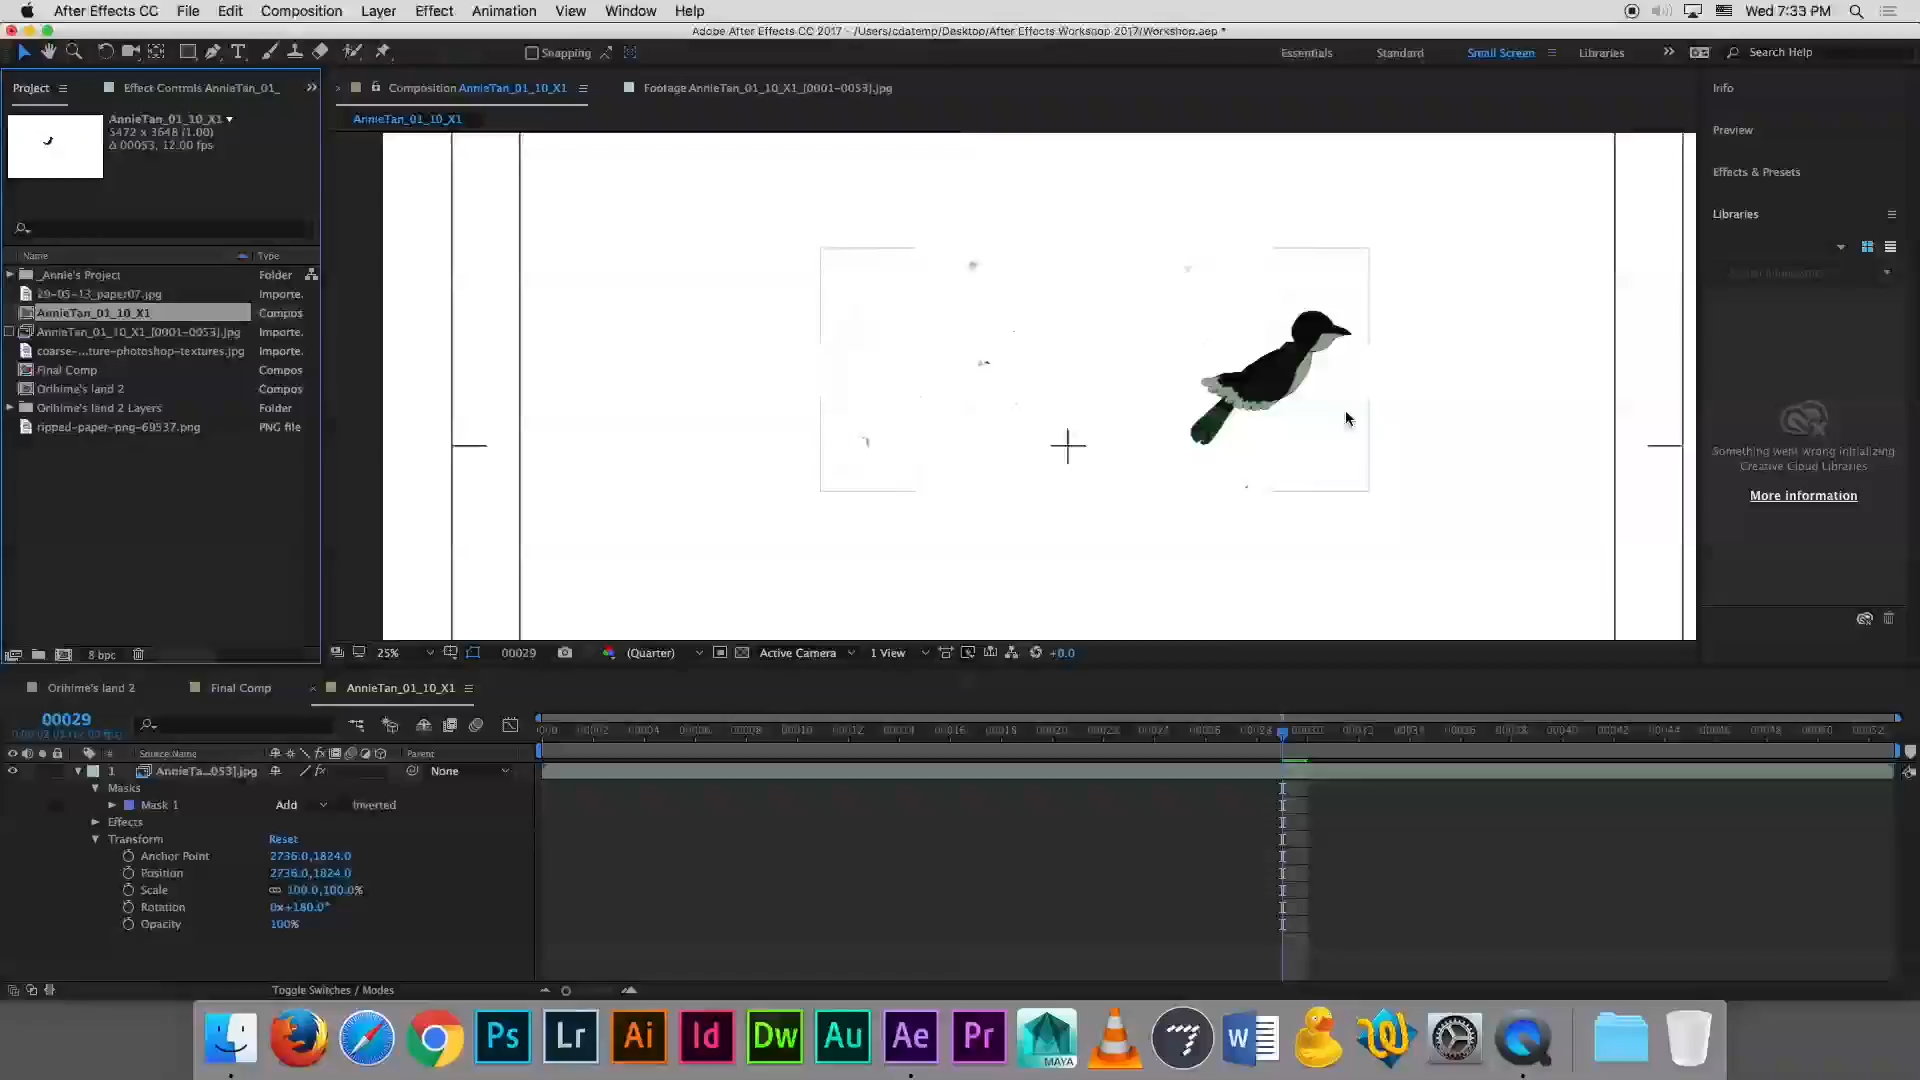 After Effects CC File Edit Composition Layer Effect Animation View Window Help Wed 7:33 PM
Adobe After Effects CC 2017 - /Users/cdatemp/Desktop/After Effects Workshop 2017/Workshop.aep *
Snapping Essentials Standard Small Screen Libraries Search Help
Project Effect Controls AnnieTan_01_ Composition AnnieTan_01_10_X1 Footage AnnieTan_01_10_X1_[0001-0053].jpg Info
AnnieTan_01_10_X1
AnnieTan_01_10_X1
5472 x 3648 (1.00)
Δ 00053, 12.00 fps
Preview
Effects & Presets
Libraries
Name Type
_Annie's Project Folder
29-05-13_paper07.jpg Importe.
AnnieTan_01_10_X1 Compos
AnnieTan_01_10_X1_[0001-0053].jpg Importe.
coarse-...ture-photoshop-textures.jpg Importe.
Final Comp Compos
Orihime's land 2 Compos
Orihime's land 2 Layers Folder
ripped-paper-png-69537.png PNG file
Something went wrong initializing
Creative Cloud Libraries
More information
8 bpc 25% 00029 (Quarter) Active Camera 1 View +0.0
Orihime's land 2 Final Comp AnnieTan_01_10_X1
00029
Source Name Parent
1 AnnieTa...053].jpg None
Masks
Mask 1 Add Inverted
Effects
Transform Reset
Anchor Point 2736.0,1824.0
Position 2736.0,1824.0
Scale 100.0,100.0%
Rotation 0x+180.0°
Opacity 100%
Toggle Switches / Modes
Ps Lr Ai Id Dw Au Ae Pr MAYA W